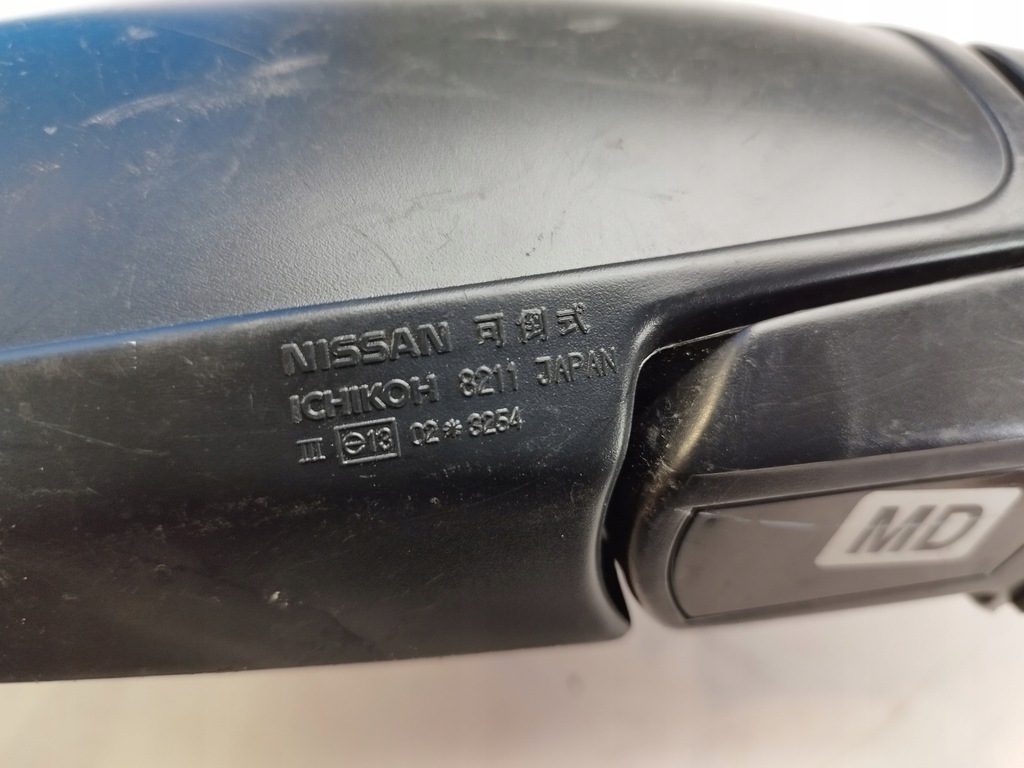 NISSAN 可倒式
ICHIKOH 8211 JAPAN
III e13 02*3254
MD